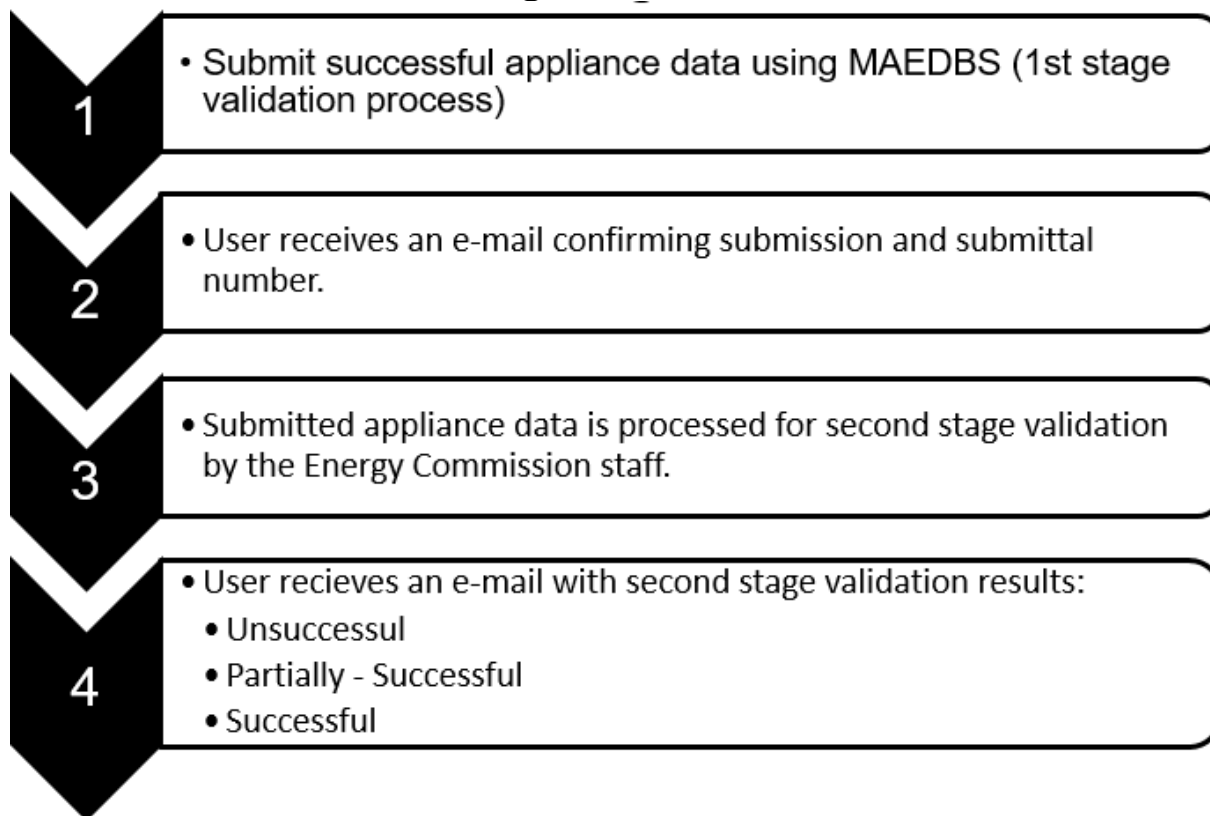 1
• Submit successful appliance data using MAEDBS (1st stage
validation process)
2
• User receives an e-mail confirming submission and submittal
number.
3
• Submitted appliance data is processed for second stage validation
by the Energy Commission staff.
4
• User recieves an e-mail with second stage validation results:
• Unsuccessul
• Partially - Successful
• Successful